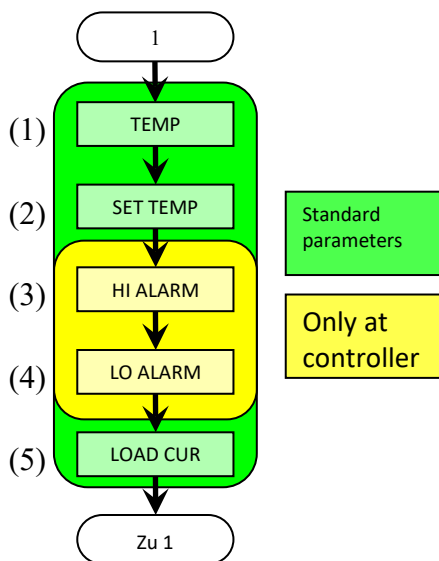 1
(1) TEMP
(2) SET TEMP
Standard
parameters
(3) HI ALARM
Only at
controller
(4) LO ALARM
(5) LOAD CUR
Zu 1